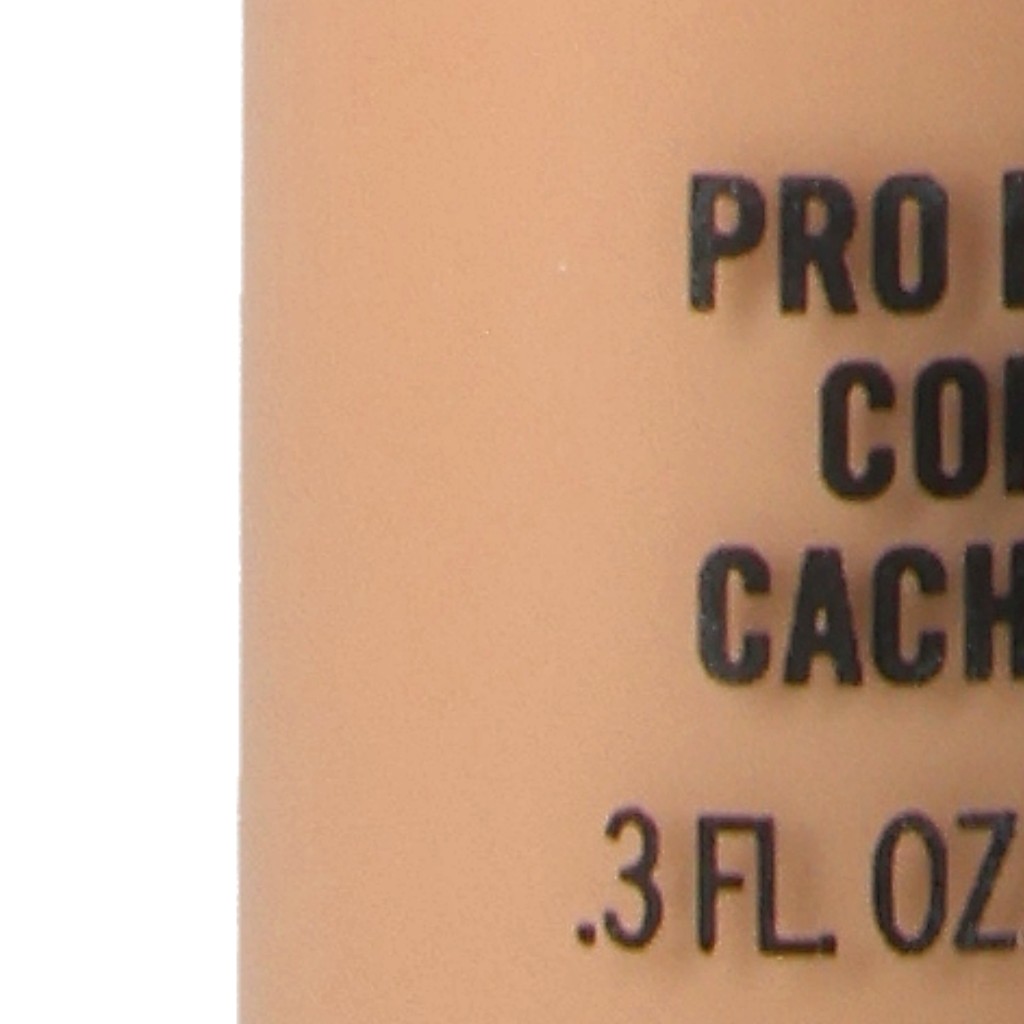 PRO
CO
CACH
.3 FL. OZ